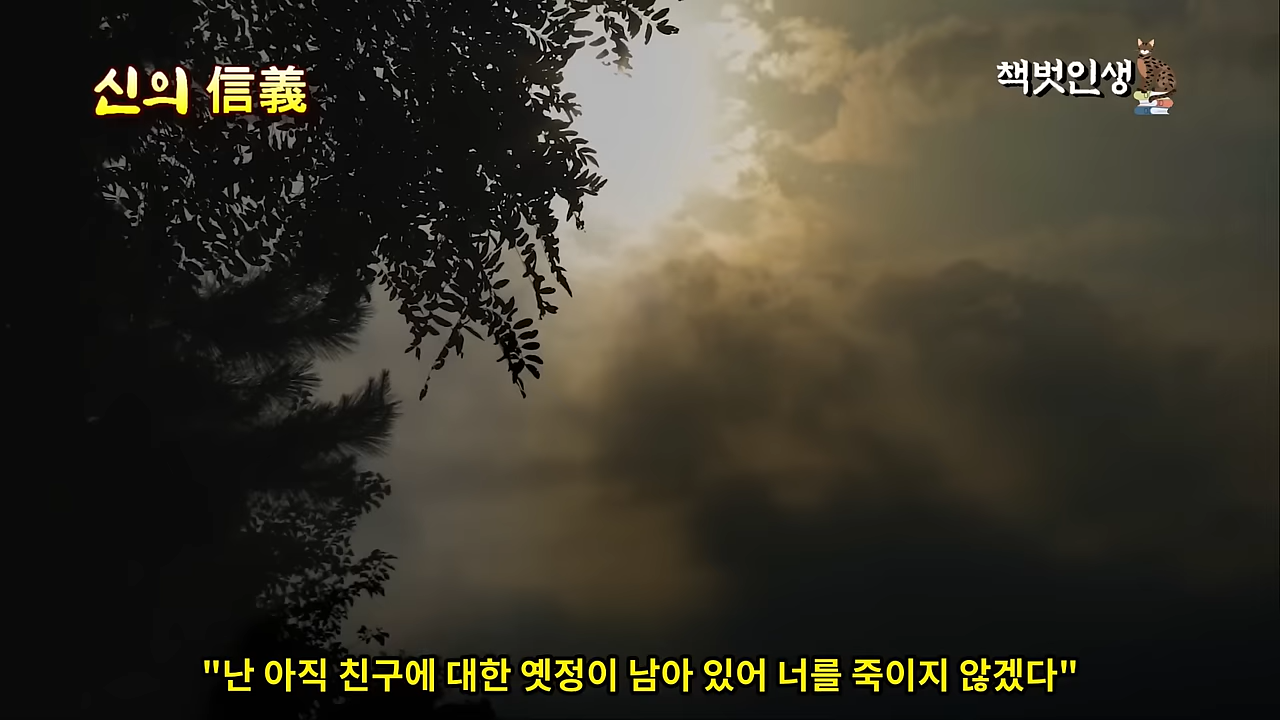 신의 信義
책벗인생
"난 아직 친구에 대한 옛정이 남아 있어 너를 죽이지 않겠다"